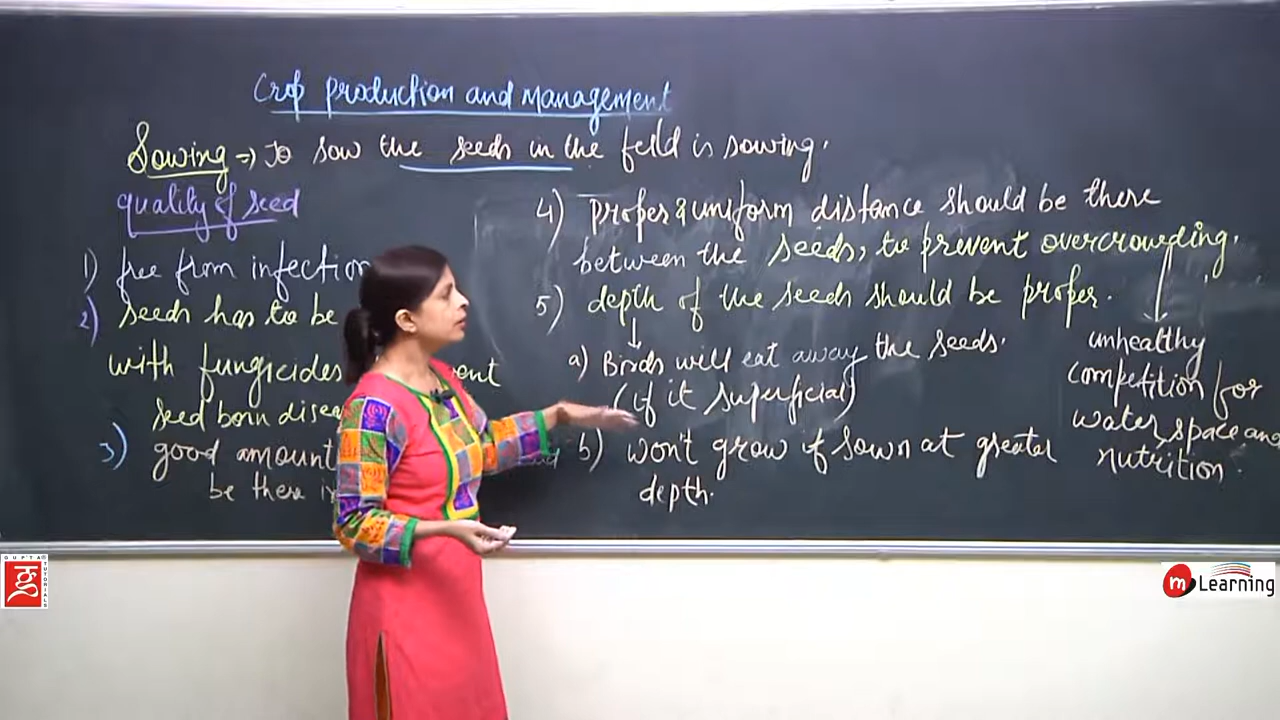 Crop production and management
Sowing => To sow the seeds in the feild is sowing.
quality of seed
1) free from infection
2) seeds has to be
with fungicides
seed born
3) good amount
be there
4) Proper & uniform distance should be there
between the seeds, to prevent overcrowding.
5) depth of the seeds should be proper.
a) Birds will eat away the seeds.
(if it superficial)
b) won't grow if sown at greater
depth.
unhealthy
competition for
water, space and
nutrition.
GUPTA
TUTORIALS
m Learning